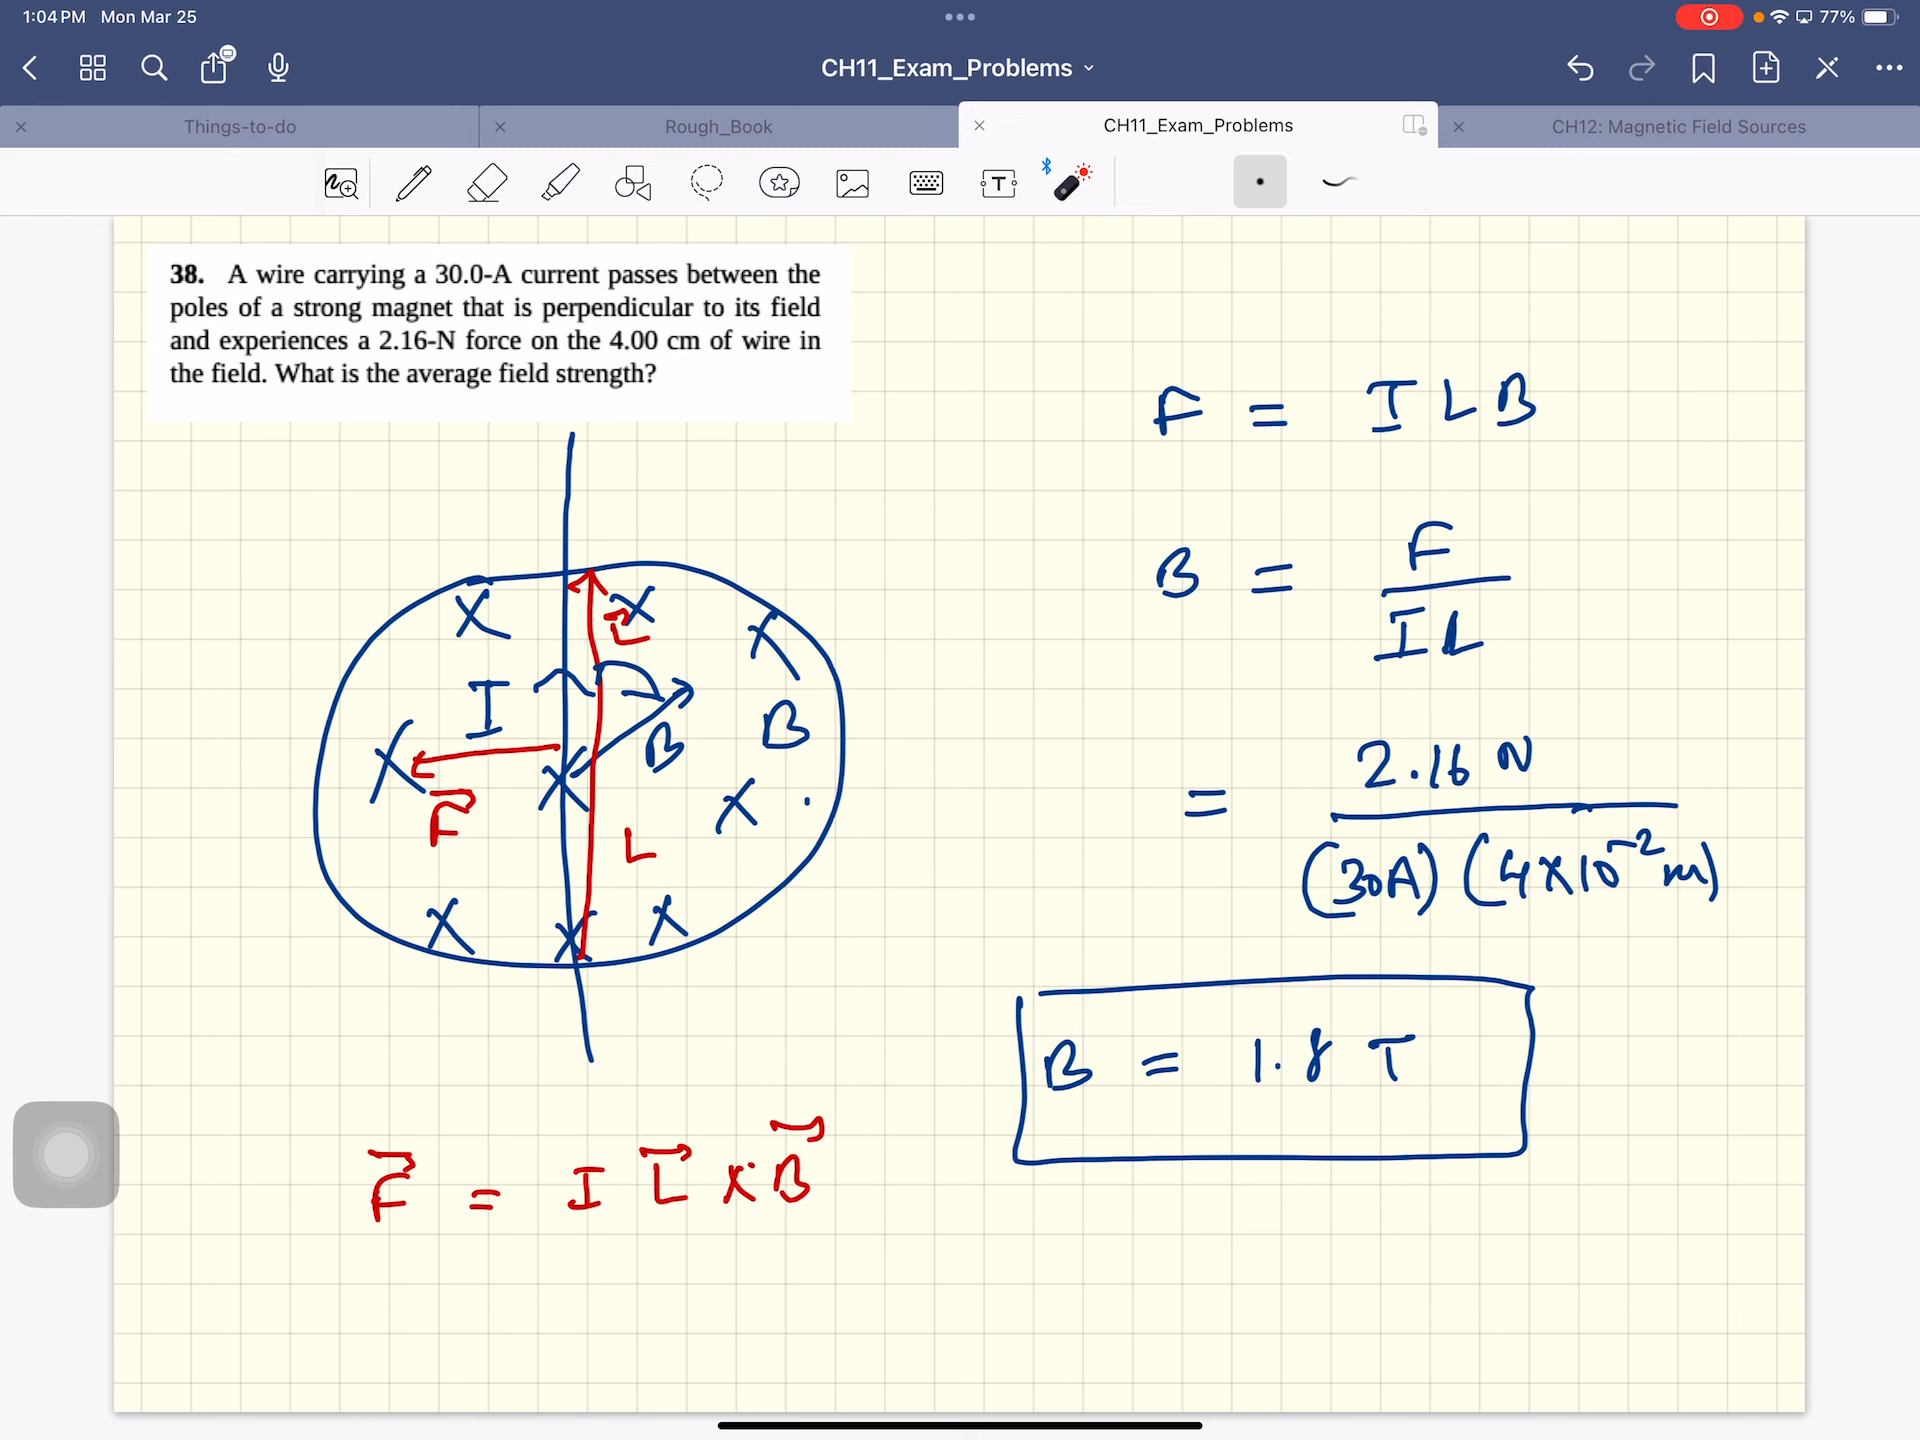 1:04 PM Mon Mar 25
77%
CH11_Exam_Problems
Things-to-do
Rough_Book
CH11_Exam_Problems
CH12: Magnetic Field Sources
T
38. A wire carrying a 30.0-A current passes between the
poles of a strong magnet that is perpendicular to its field
and experiences a 2.16-N force on the 4.00 cm of wire in
the field. What is the average field strength?
F = I L B
B = F / I L
= 2.16 N / (30A) (4×10⁻² m)
B = 1.8 T
X X X
L⃗
I
B
B
X X X
F⃗
L
X X X
F⃗ = I L⃗ × B⃗